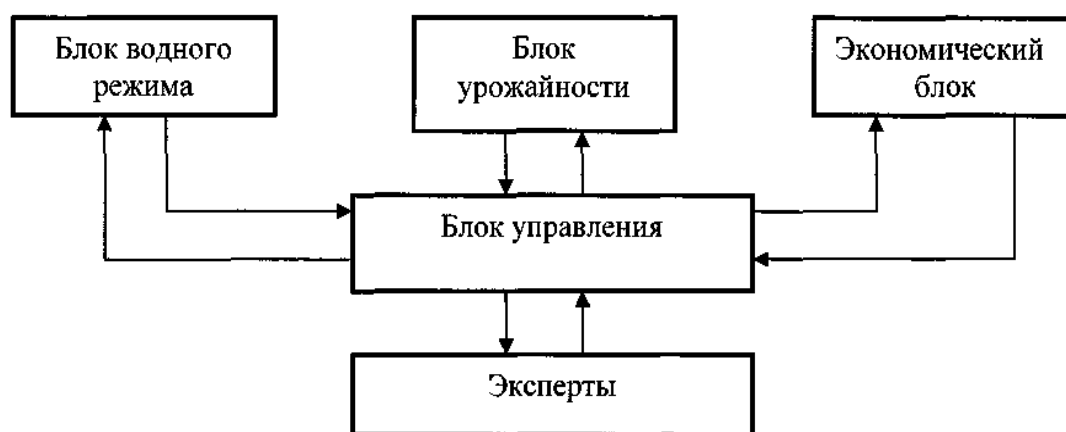 Блок водного
режима
Блок
урожайности
Экономический
блок
Блок управления
Эксперты